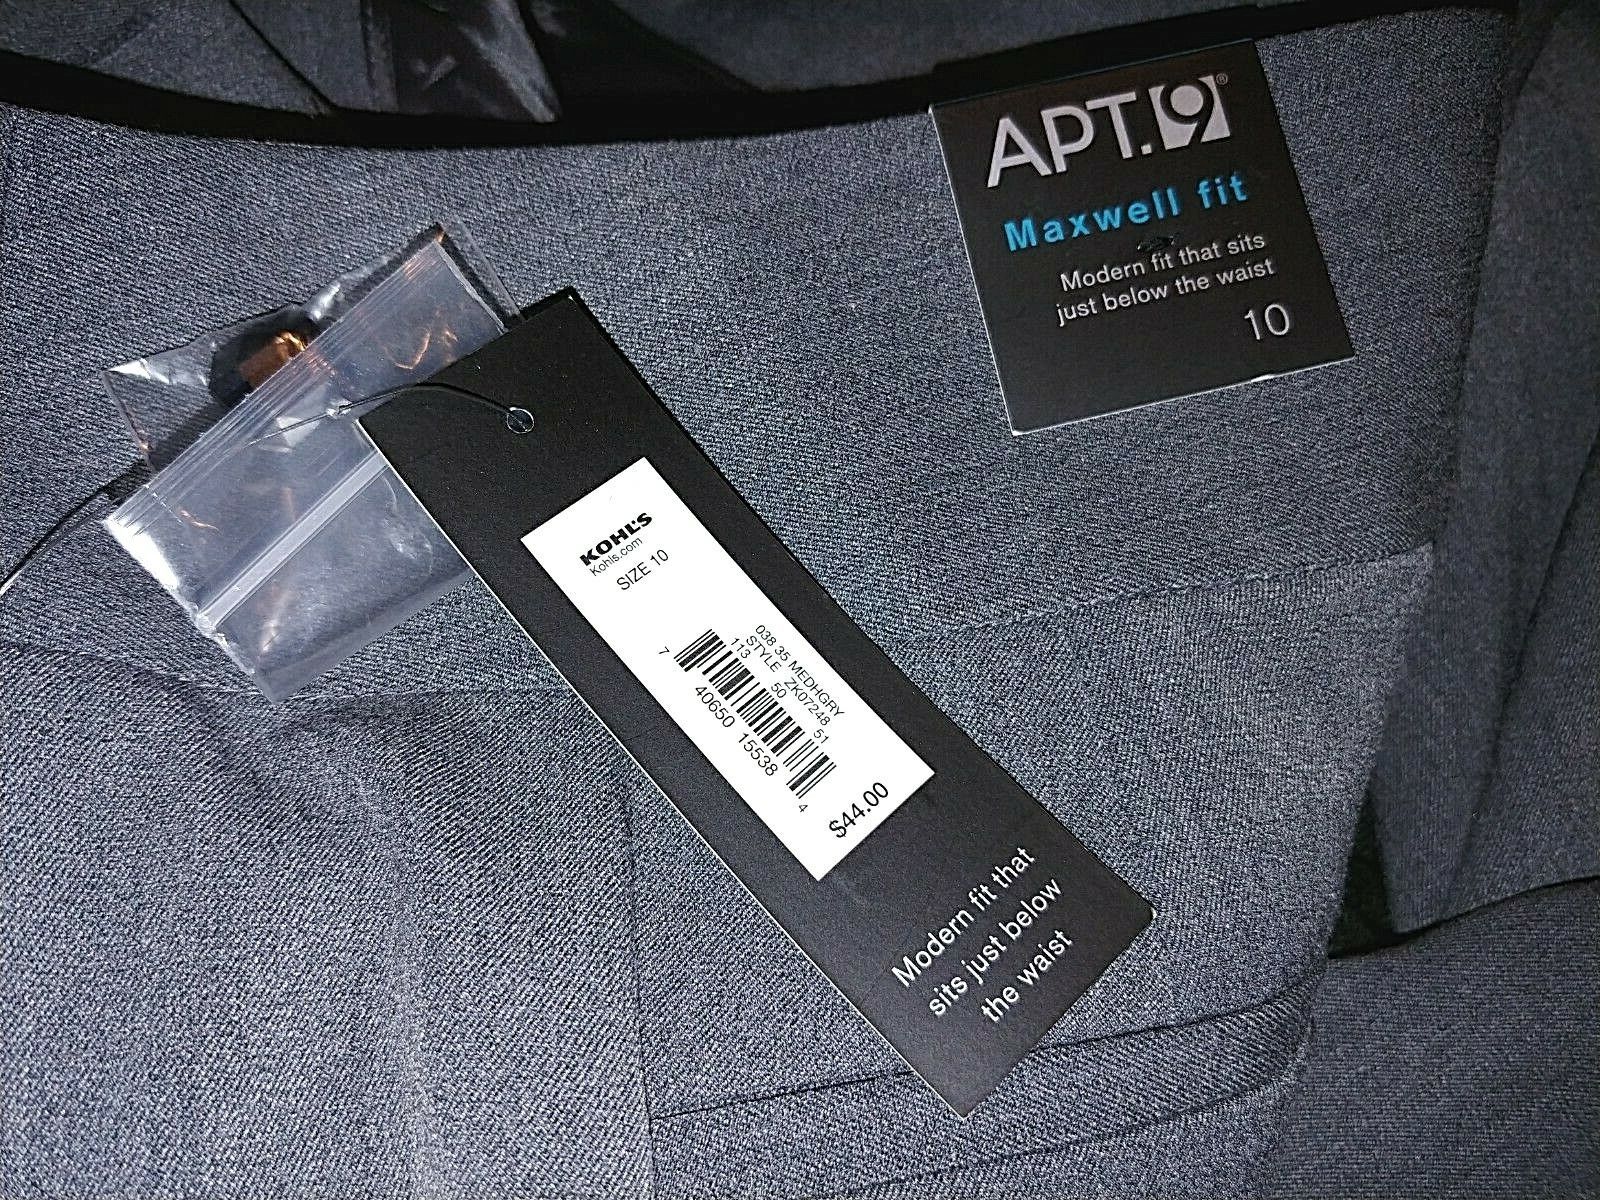 APT.9®
Maxwell fit
Modern fit that sits
just below the waist
10
KOHL'S
Kohls.com
SIZE 10
038 35 MEDHGRY
STYLE ZK07248
113 50 51
7 40650 15538 4
$44.00
Modern fit that
sits just below
the waist